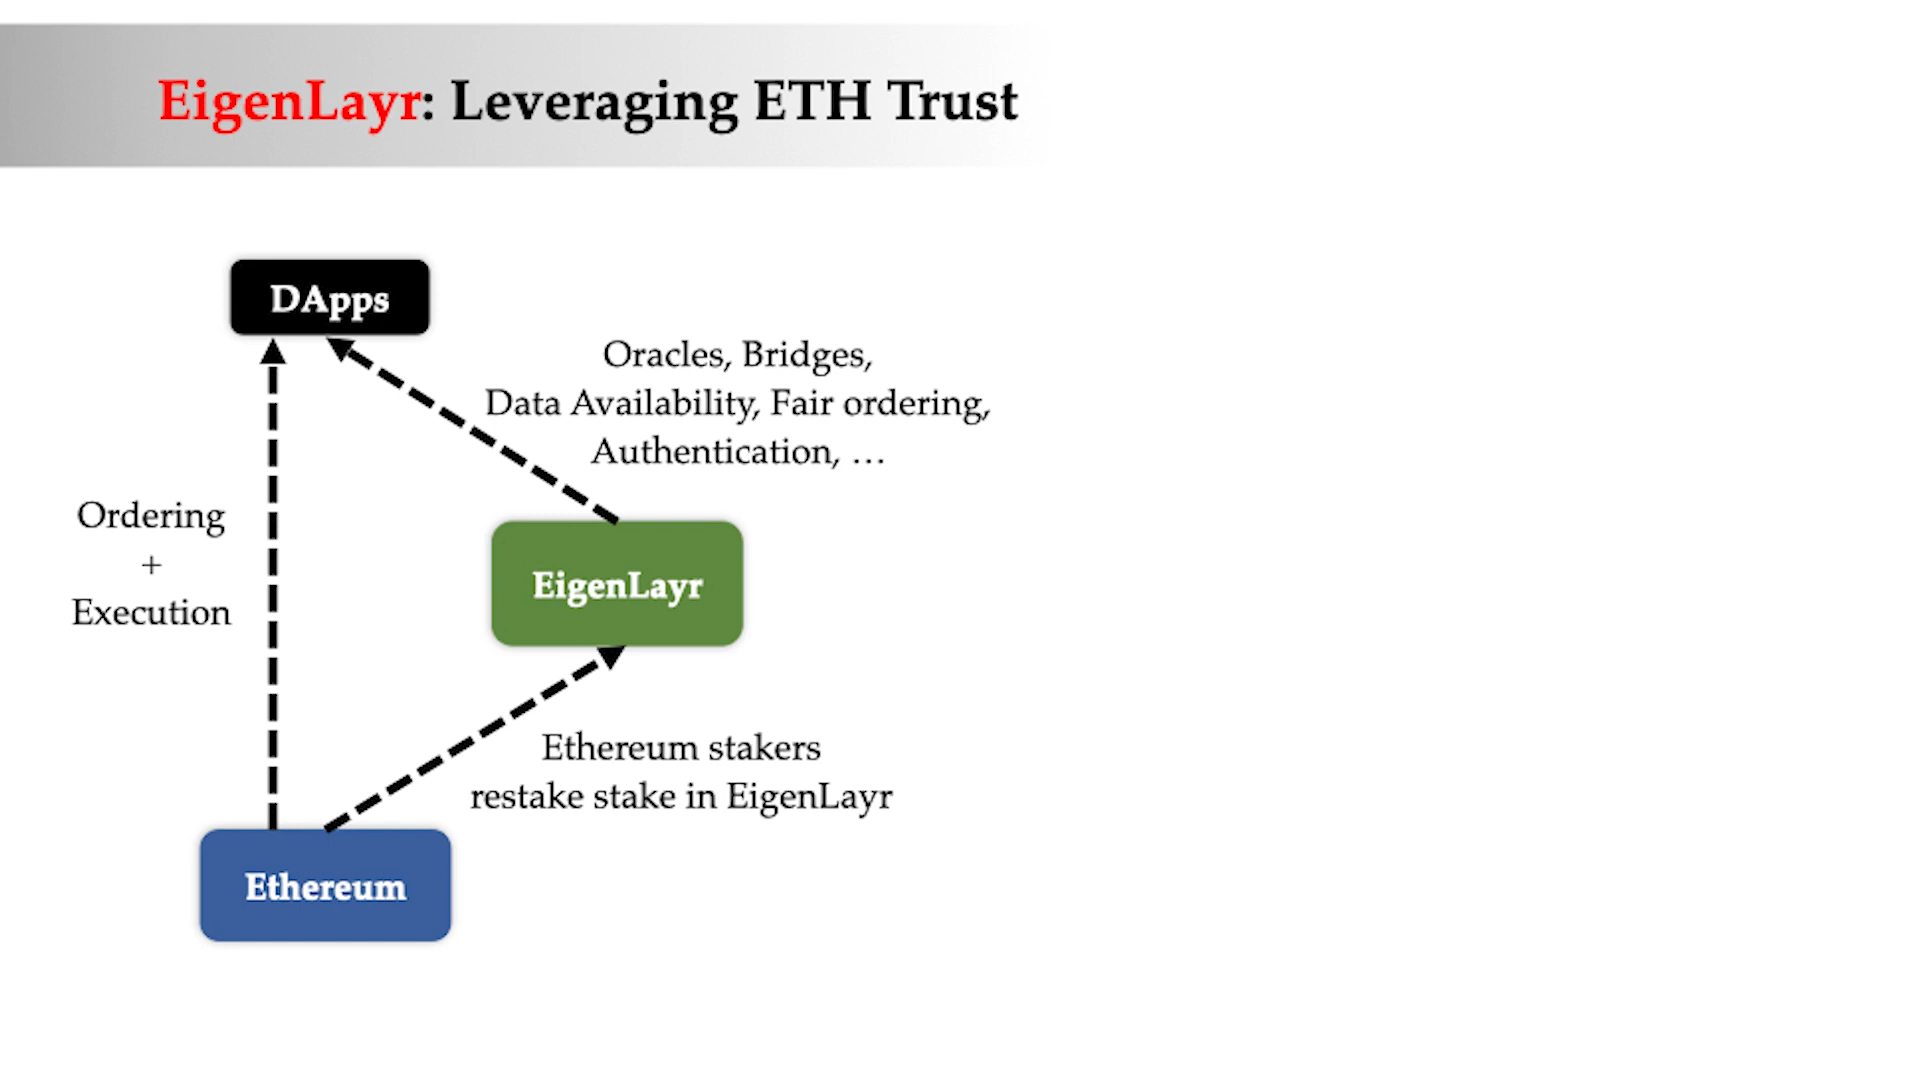 EigenLayr: Leveraging ETH Trust
DApps
Oracles, Bridges,
Data Availability, Fair ordering,
Authentication, …
Ordering
+
Execution
EigenLayr
Ethereum stakers
restake stake in EigenLayr
Ethereum